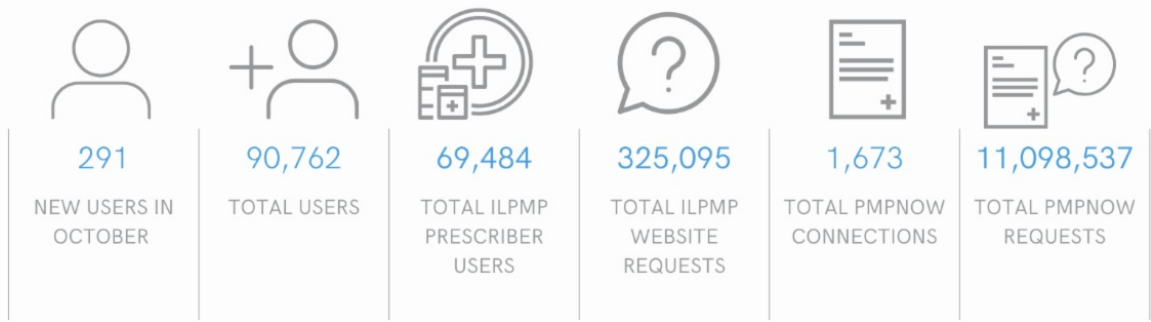 291
NEW USERS IN
OCTOBER
90,762
TOTAL USERS
69,484
TOTAL ILPMP
PRESCRIBER
USERS
325,095
TOTAL ILPMP
WEBSITE
REQUESTS
1,673
TOTAL PMPNOW
CONNECTIONS
11,098,537
TOTAL PMPNOW
REQUESTS